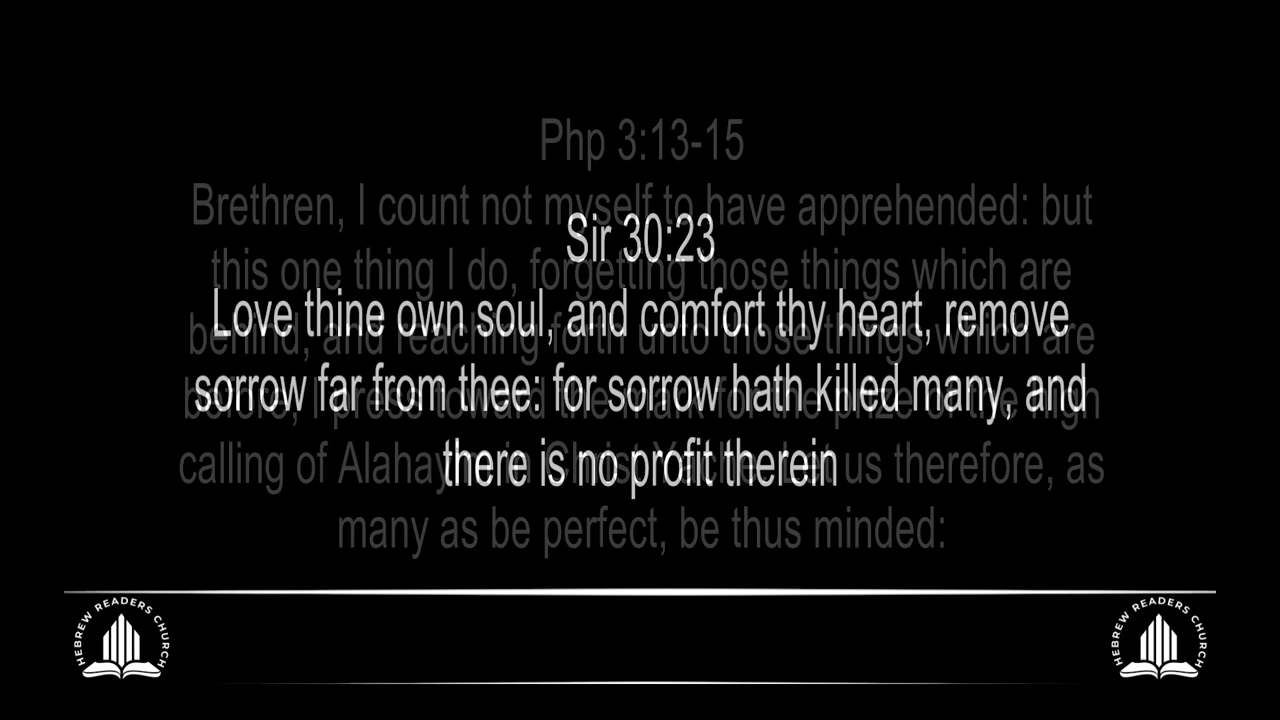 Php 3:13-15
Brethren, I count not myself to have apprehended: but
this one thing I do, forgetting those things which are
behind, and reaching forth unto those things which are
before, I press toward the mark for the prize of the high
calling of Alahaym in Christ Yache. Let us therefore, as
many as be perfect, be thus minded:
Sir 30:23
Love thine own soul, and comfort thy heart, remove
sorrow far from thee: for sorrow hath killed many, and
there is no profit therein
HEBREW READERS CHURCH
HEBREW READERS CHURCH